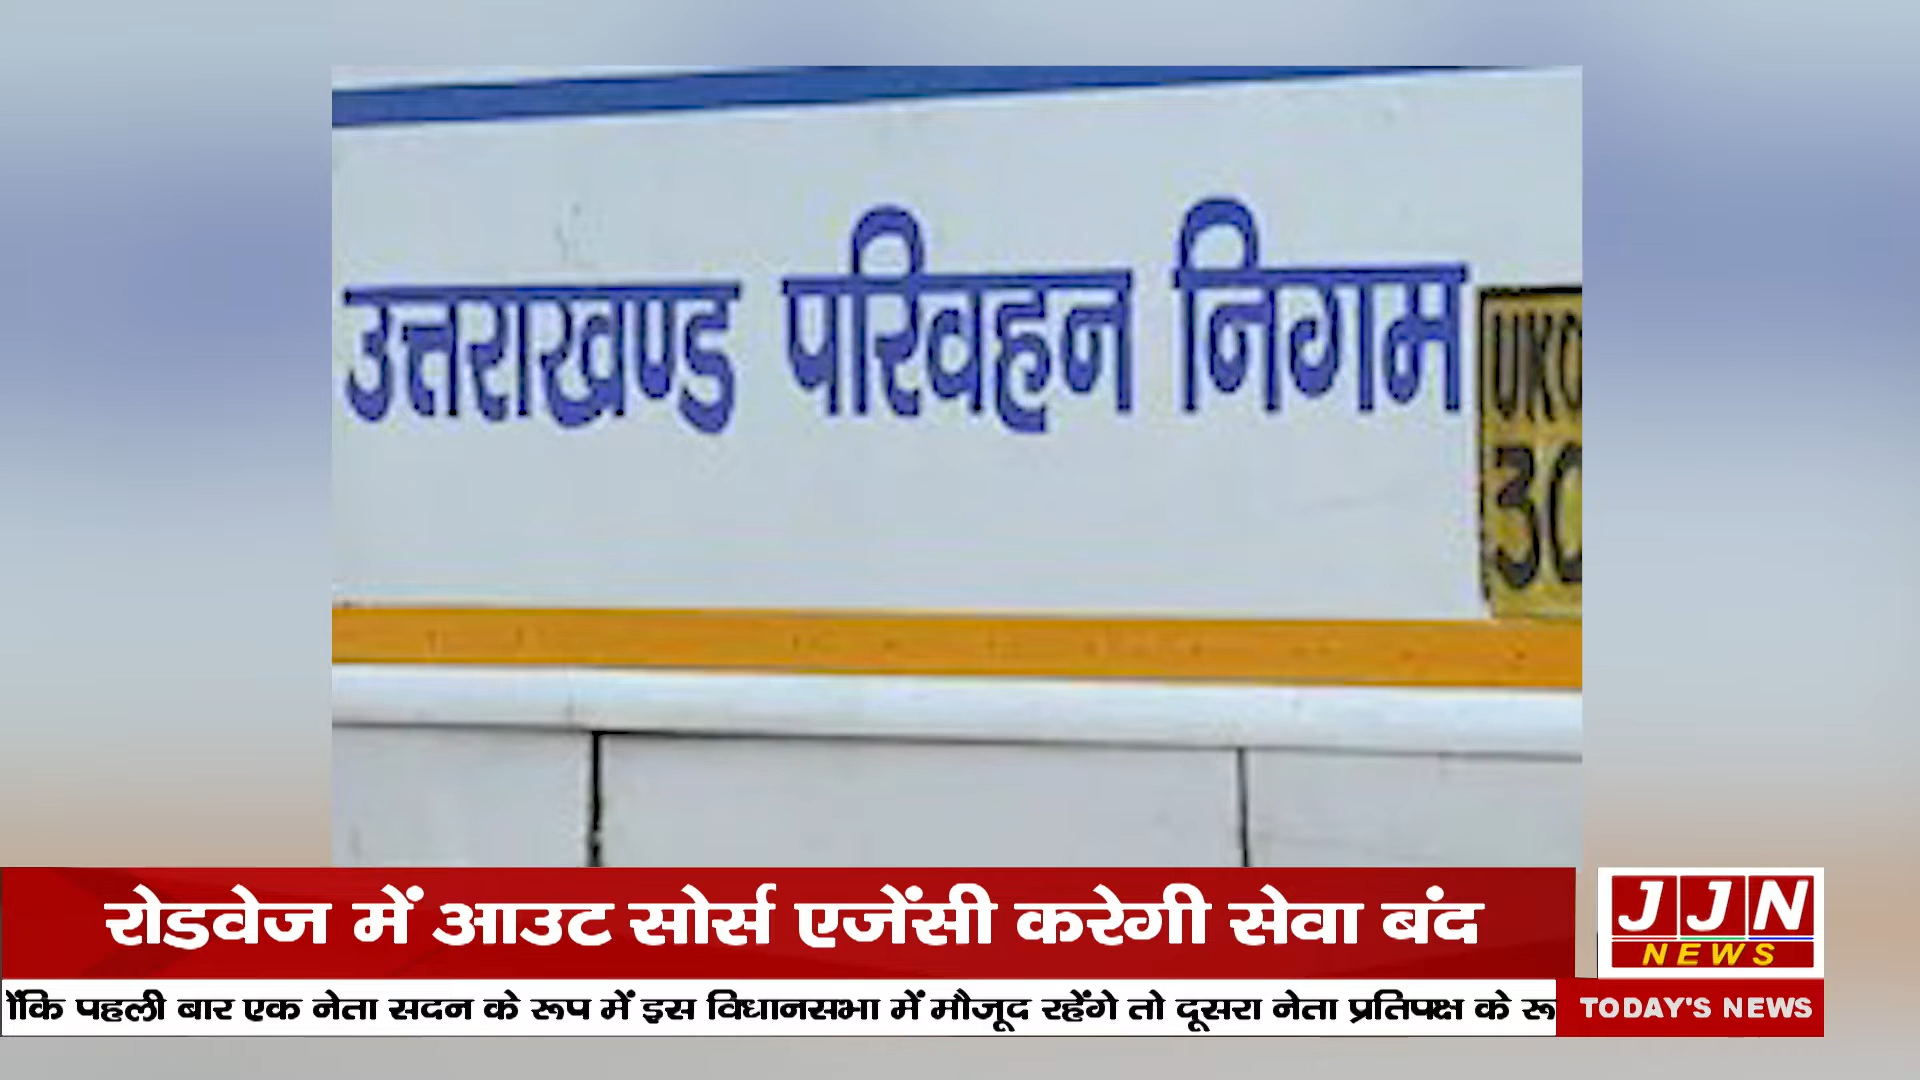 उत्तराखण्ड परिवहन निगम
रोडवेज में आउट सोर्स एजेंसी करेगी सेवा बंद
JJN
NEWS
पहली बार एक नेता सदन के रूप में इस विधानसभा में मौजूद रहेंगे तो दूसरा नेता प्रतिपक्ष के
TODAY'S NEWS